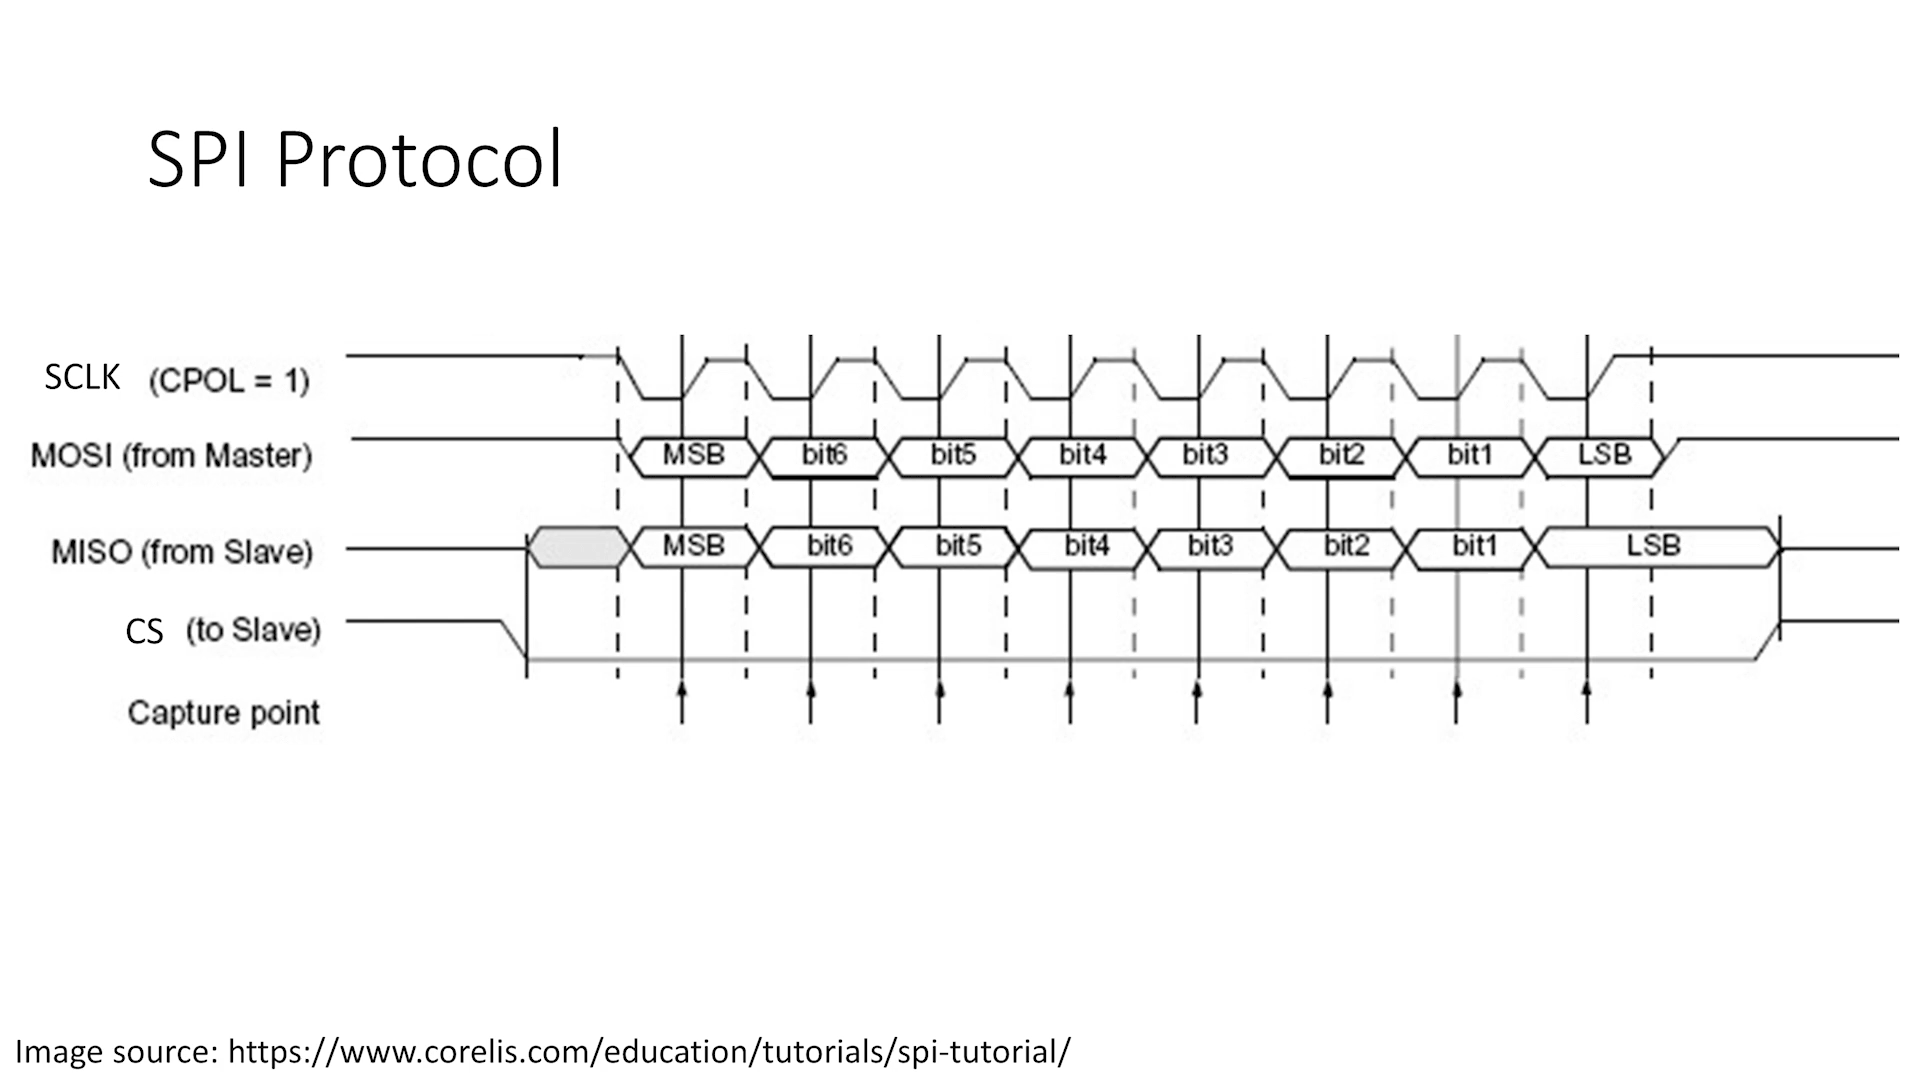 SPI Protocol
SCLK (CPOL = 1)
MOSI (from Master) MSB bit6 bit5 bit4 bit3 bit2 bit1 LSB
MISO (from Slave) MSB bit6 bit5 bit4 bit3 bit2 bit1 LSB
CS (to Slave)
Capture point
Image source: https://www.corelis.com/education/tutorials/spi-tutorial/